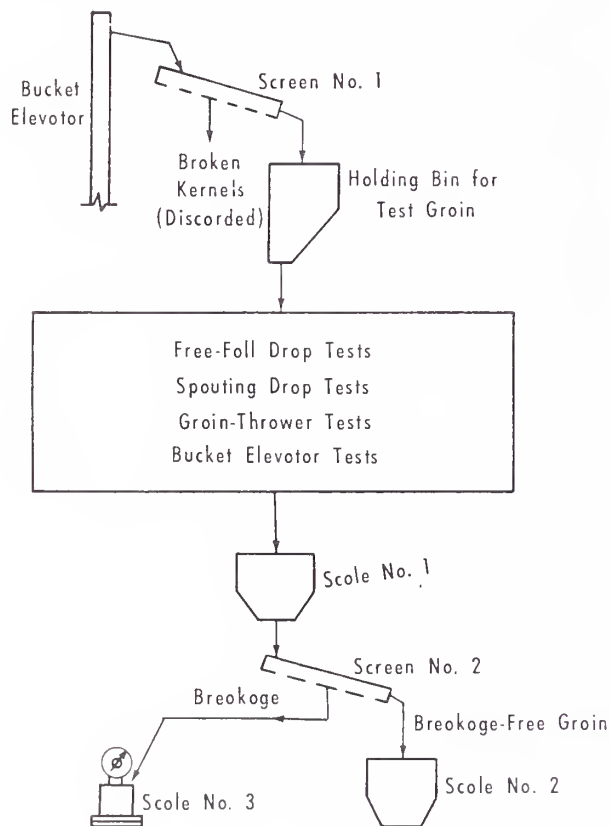 Bucket
Elevotor
Screen No. 1
Broken
Kernels
(Discorded)
Holding Bin for
Test Groin
Free-Foll Drop Tests
Spouting Drop Tests
Groin-Thrower Tests
Bucket Elevotor Tests
Scole No. 1
Screen No. 2
Breokoge
Breokoge-Free Groin
Scole No. 3
Scole No. 2